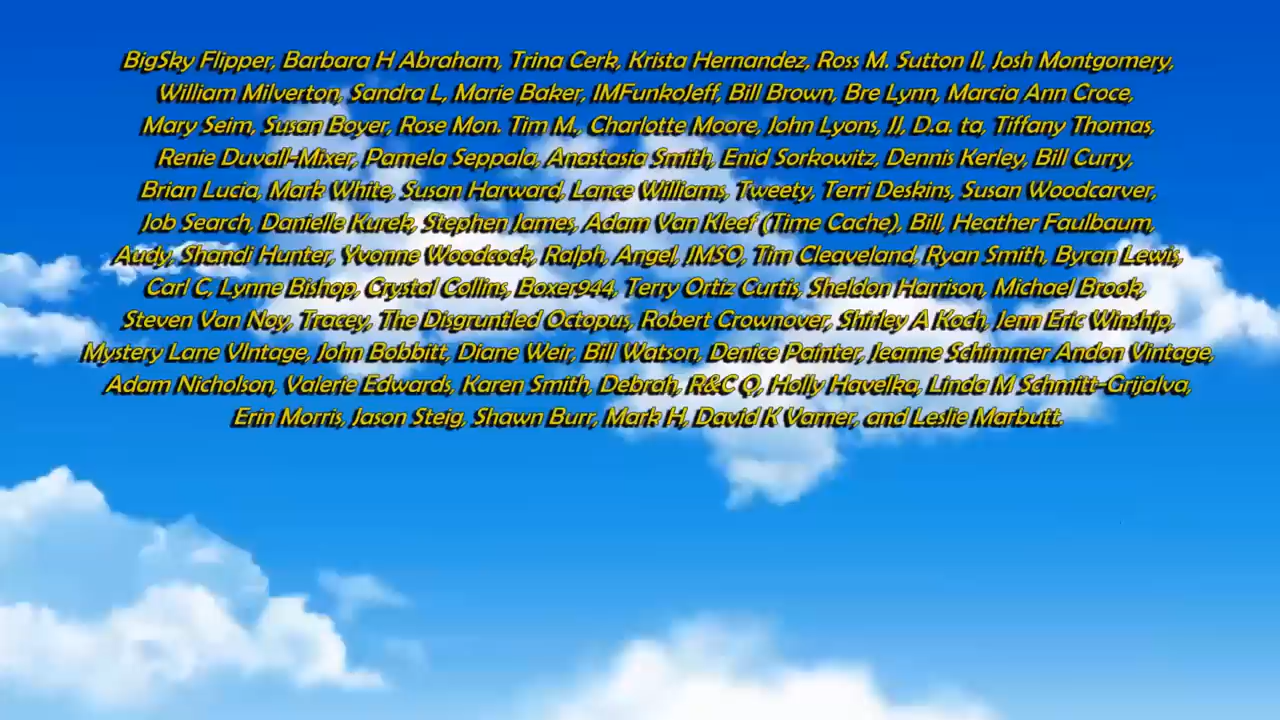 BigSky Flipper, Barbara H Abraham, Trina Cerk, Krista Hernandez, Ross M. Sutton II, Josh Montgomery,
William Milverton, Sandra L, Marie Baker, IMFunkoJeff, Bill Brown, Bre Lynn, Marcia Ann Croce,
Mary Seim, Susan Boyer, Rose Mon. Tim M., Charlotte Moore, John Lyons, JJ, D.a. ta, Tiffany Thomas,
Renie Duvall-Mixer, Pamela Seppala, Anastasia Smith, Enid Sorkowitz, Dennis Kerley, Bill Curry,
Brian Lucia, Mark White, Susan Harward, Lance Williams, Tweety, Terri Deskins, Susan Woodcarver,
Job Search, Danielle Kurek, Stephen James, Adam Van Kleef (Time Cache), Bill, Heather Faulbaum,
Audy, Shandi Hunter, Yvonne Woodcock, Ralph, Angel, JMSO, Tim Cleaveland, Ryan Smith, Byran Lewis,
Carl C, Lynne Bishop, Crystal Collins, Boxer944, Terry Ortiz Curtis, Sheldon Harrison, Michael Brook,
Steven Van Noy, Tracey, The Disgruntled Octopus, Robert Crownover, Shirley A Koch, Jenn Eric Winship,
Mystery Lane VIntage, John Bobbitt, Diane Weir, Bill Watson, Denice Painter, Jeanne Schimmer Andon Vintage,
Adam Nicholson, Valerie Edwards, Karen Smith, Debrah, R&C Q, Holly Havelka, Linda M Schmitt-Grijalva,
Erin Morris, Jason Steig, Shawn Burr, Mark H, David K Varner, and Leslie Marbutt.